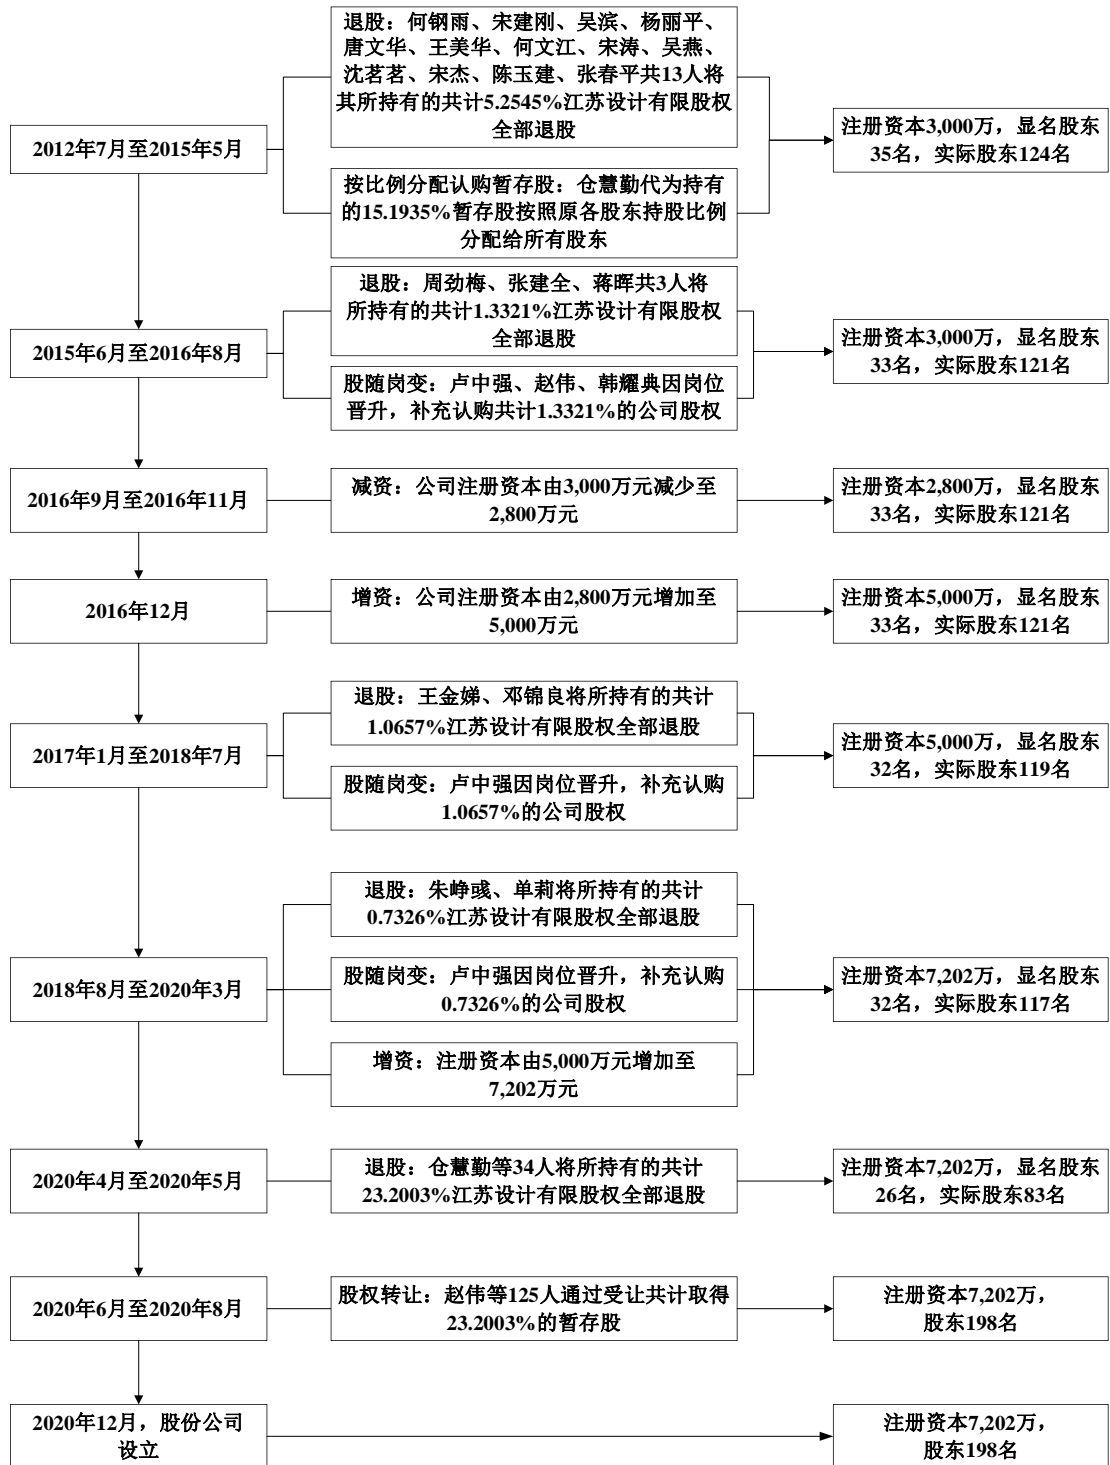 退股：何钢雨、宋建刚、吴滨、杨丽平、
唐文华、王美华、何文江、宋涛、吴燕、
沈茗茗、宋杰、陈玉建、张春平共13人将
其所持有的共计5.2545%江苏设计有限股权
全部退股
2012年7月至2015年5月
注册资本3,000万，显名股东
35名，实际股东124名
按比例分配认购暂存股：仓慧勤代为持有
的15.1935%暂存股按照原各股东持股比例
分配给所有股东
退股：周劲梅、张建全、蒋晖共3人将
所持有的共计1.3321%江苏设计有限股权
全部退股
2015年6月至2016年8月
注册资本3,000万，显名股东
33名，实际股东121名
股随岗变：卢中强、赵伟、韩耀典因岗位
晋升，补充认购共计1.3321%的公司股权
2016年9月至2016年11月
减资：公司注册资本由3,000万元减少至
2,800万元
注册资本2,800万，显名股东
33名，实际股东121名
2016年12月
增资：公司注册资本由2,800万元增加至
5,000万元
注册资本5,000万，显名股东
33名，实际股东121名
退股：王金娣、邓锦良将所持有的共计
1.0657%江苏设计有限股权全部退股
2017年1月至2018年7月
注册资本5,000万，显名股东
32名，实际股东119名
股随岗变：卢中强因岗位晋升，补充认购
1.0657%的公司股权
退股：朱峥彧、单莉将所持有的共计
0.7326%江苏设计有限股权全部退股
2018年8月至2020年3月
股随岗变：卢中强因岗位晋升，补充认购
0.7326%的公司股权
注册资本7,202万，显名股东
32名，实际股东117名
增资：注册资本由5,000万元增加至
7,202万元
2020年4月至2020年5月
退股：仓慧勤等34人将所持有的共计
23.2003%江苏设计有限股权全部退股
注册资本7,202万，显名股东
26名，实际股东83名
2020年6月至2020年8月
股权转让：赵伟等125人通过受让共计取得
23.2003%的暂存股
注册资本7,202万，
股东198名
2020年12月，股份公司
设立
注册资本7,202万，
股东198名